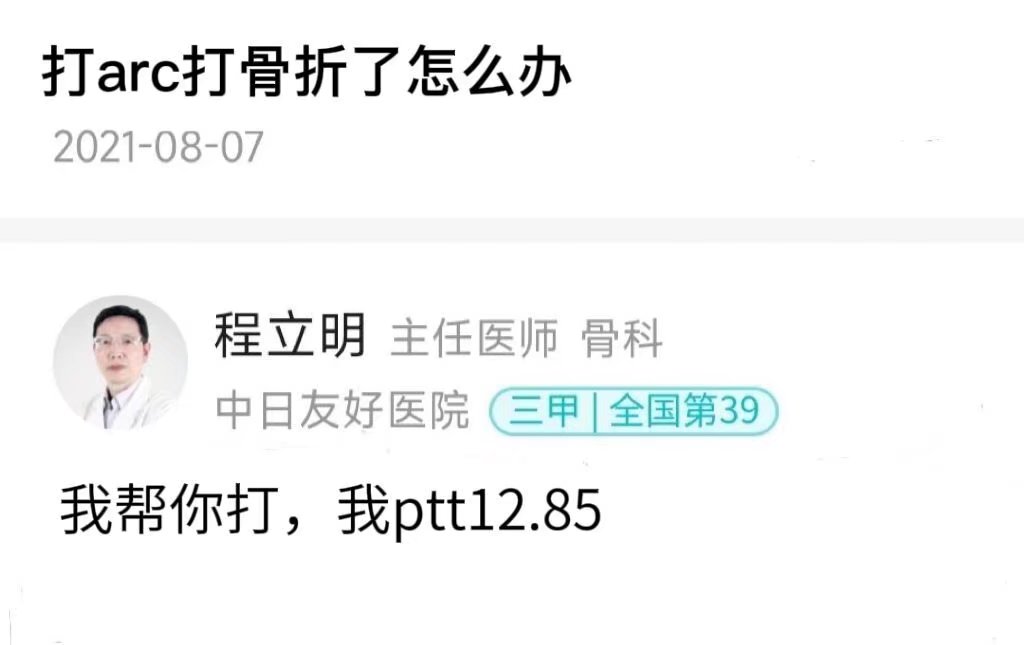 打arc打骨折了怎么办
2021-08-07
程立明 主任医师 骨科
中日友好医院 三甲 | 全国第39
我帮你打，我ptt12.85